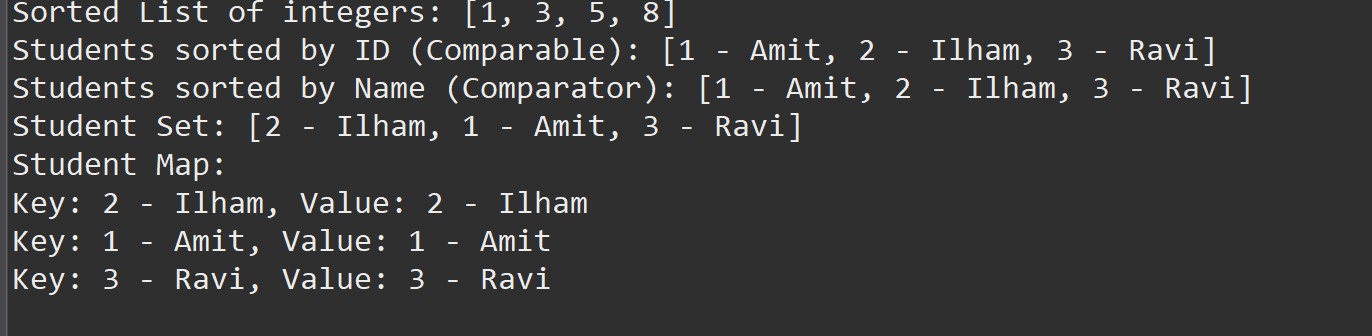 Sorted List of integers: [1, 3, 5, 8]
Students sorted by ID (Comparable): [1 - Amit, 2 - Ilham, 3 - Ravi]
Students sorted by Name (Comparator): [1 - Amit, 2 - Ilham, 3 - Ravi]
Student Set: [2 - Ilham, 1 - Amit, 3 - Ravi]
Student Map:
Key: 2 - Ilham, Value: 2 - Ilham
Key: 1 - Amit, Value: 1 - Amit
Key: 3 - Ravi, Value: 3 - Ravi